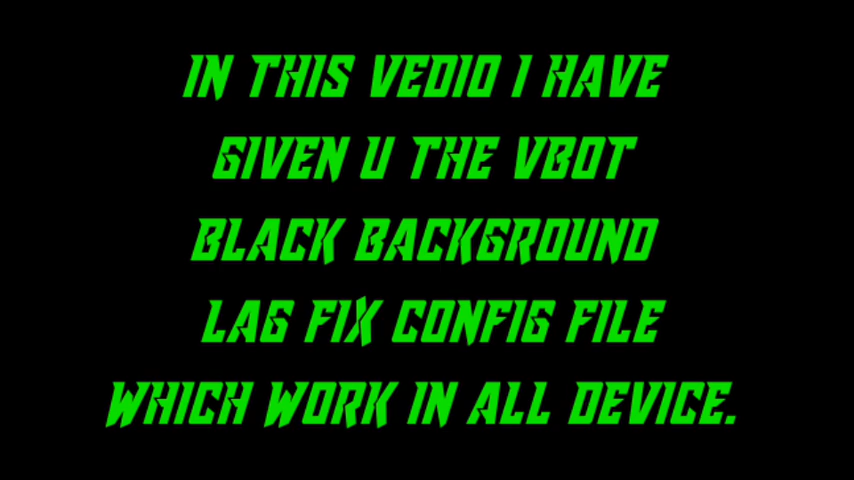 IN THIS VEDIO I HAVE
GIVEN U THE VBOT
BLACK BACKGROUND
LAG FIX CONFIG FILE
WHICH WORK IN ALL DEVICE.